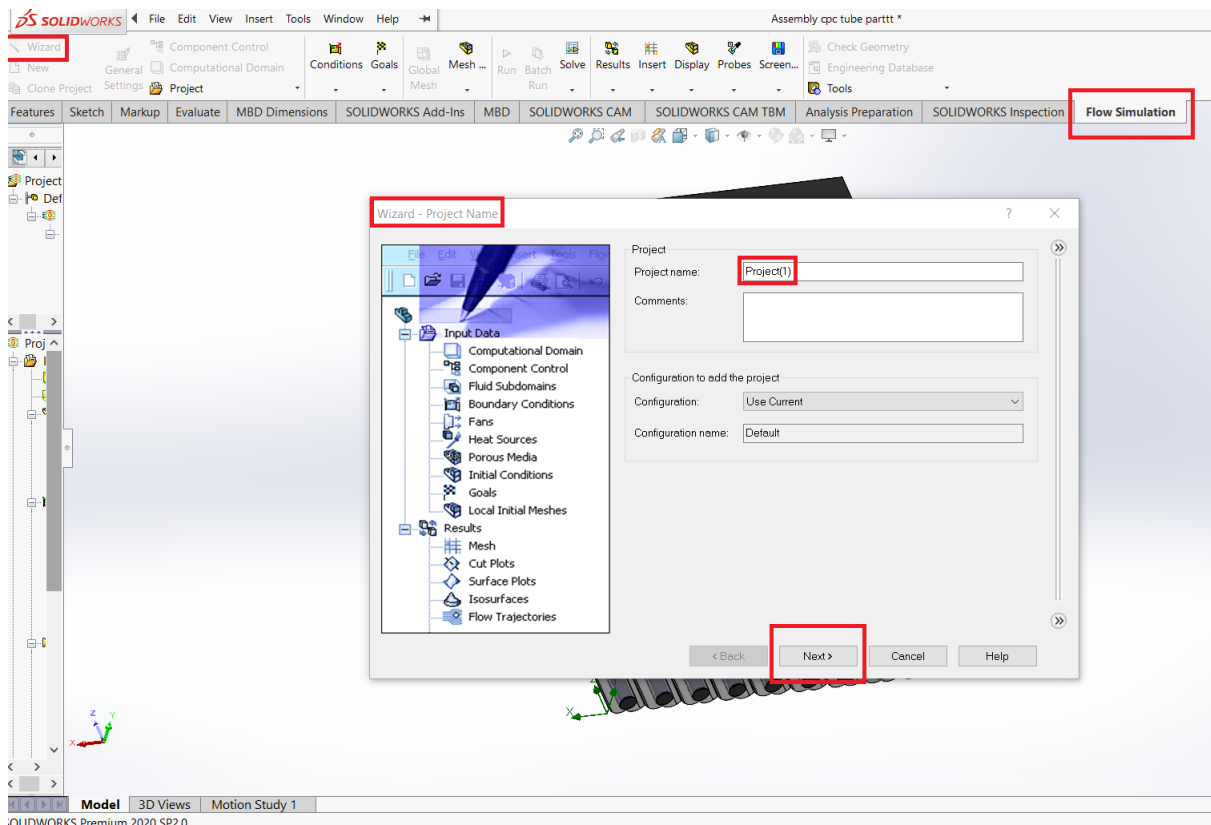 SOLIDWORKS File Edit View Insert Tools Window Help Assembly cpc tube parttt *
Wizard Component Control Check Geometry
New General Settings Computational Domain Conditions Goals Global Mesh Mesh ... Run Batch Run Solve Results Insert Display Probes Screen... Engineering Database
Clone Project Project Tools
Features Sketch Markup Evaluate MBD Dimensions SOLIDWORKS Add-Ins MBD SOLIDWORKS CAM SOLIDWORKS CAM TBM Analysis Preparation SOLIDWORKS Inspection Flow Simulation
Project
Def
Proj
Wizard - Project Name ?
File Edit
Project
Project name: Project(1)
Comments:
Configuration to add the project
Configuration: Use Current
Configuration name: Default
Input Data
Computational Domain
Component Control
Fluid Subdomains
Boundary Conditions
Fans
Heat Sources
Porous Media
Initial Conditions
Goals
Local Initial Meshes
Results
Mesh
Cut Plots
Surface Plots
Isosurfaces
Flow Trajectories
< Back Next > Cancel Help
X
Z Y
X
Model 3D Views Motion Study 1
SOLIDWORKS Premium 2020 SP2.0